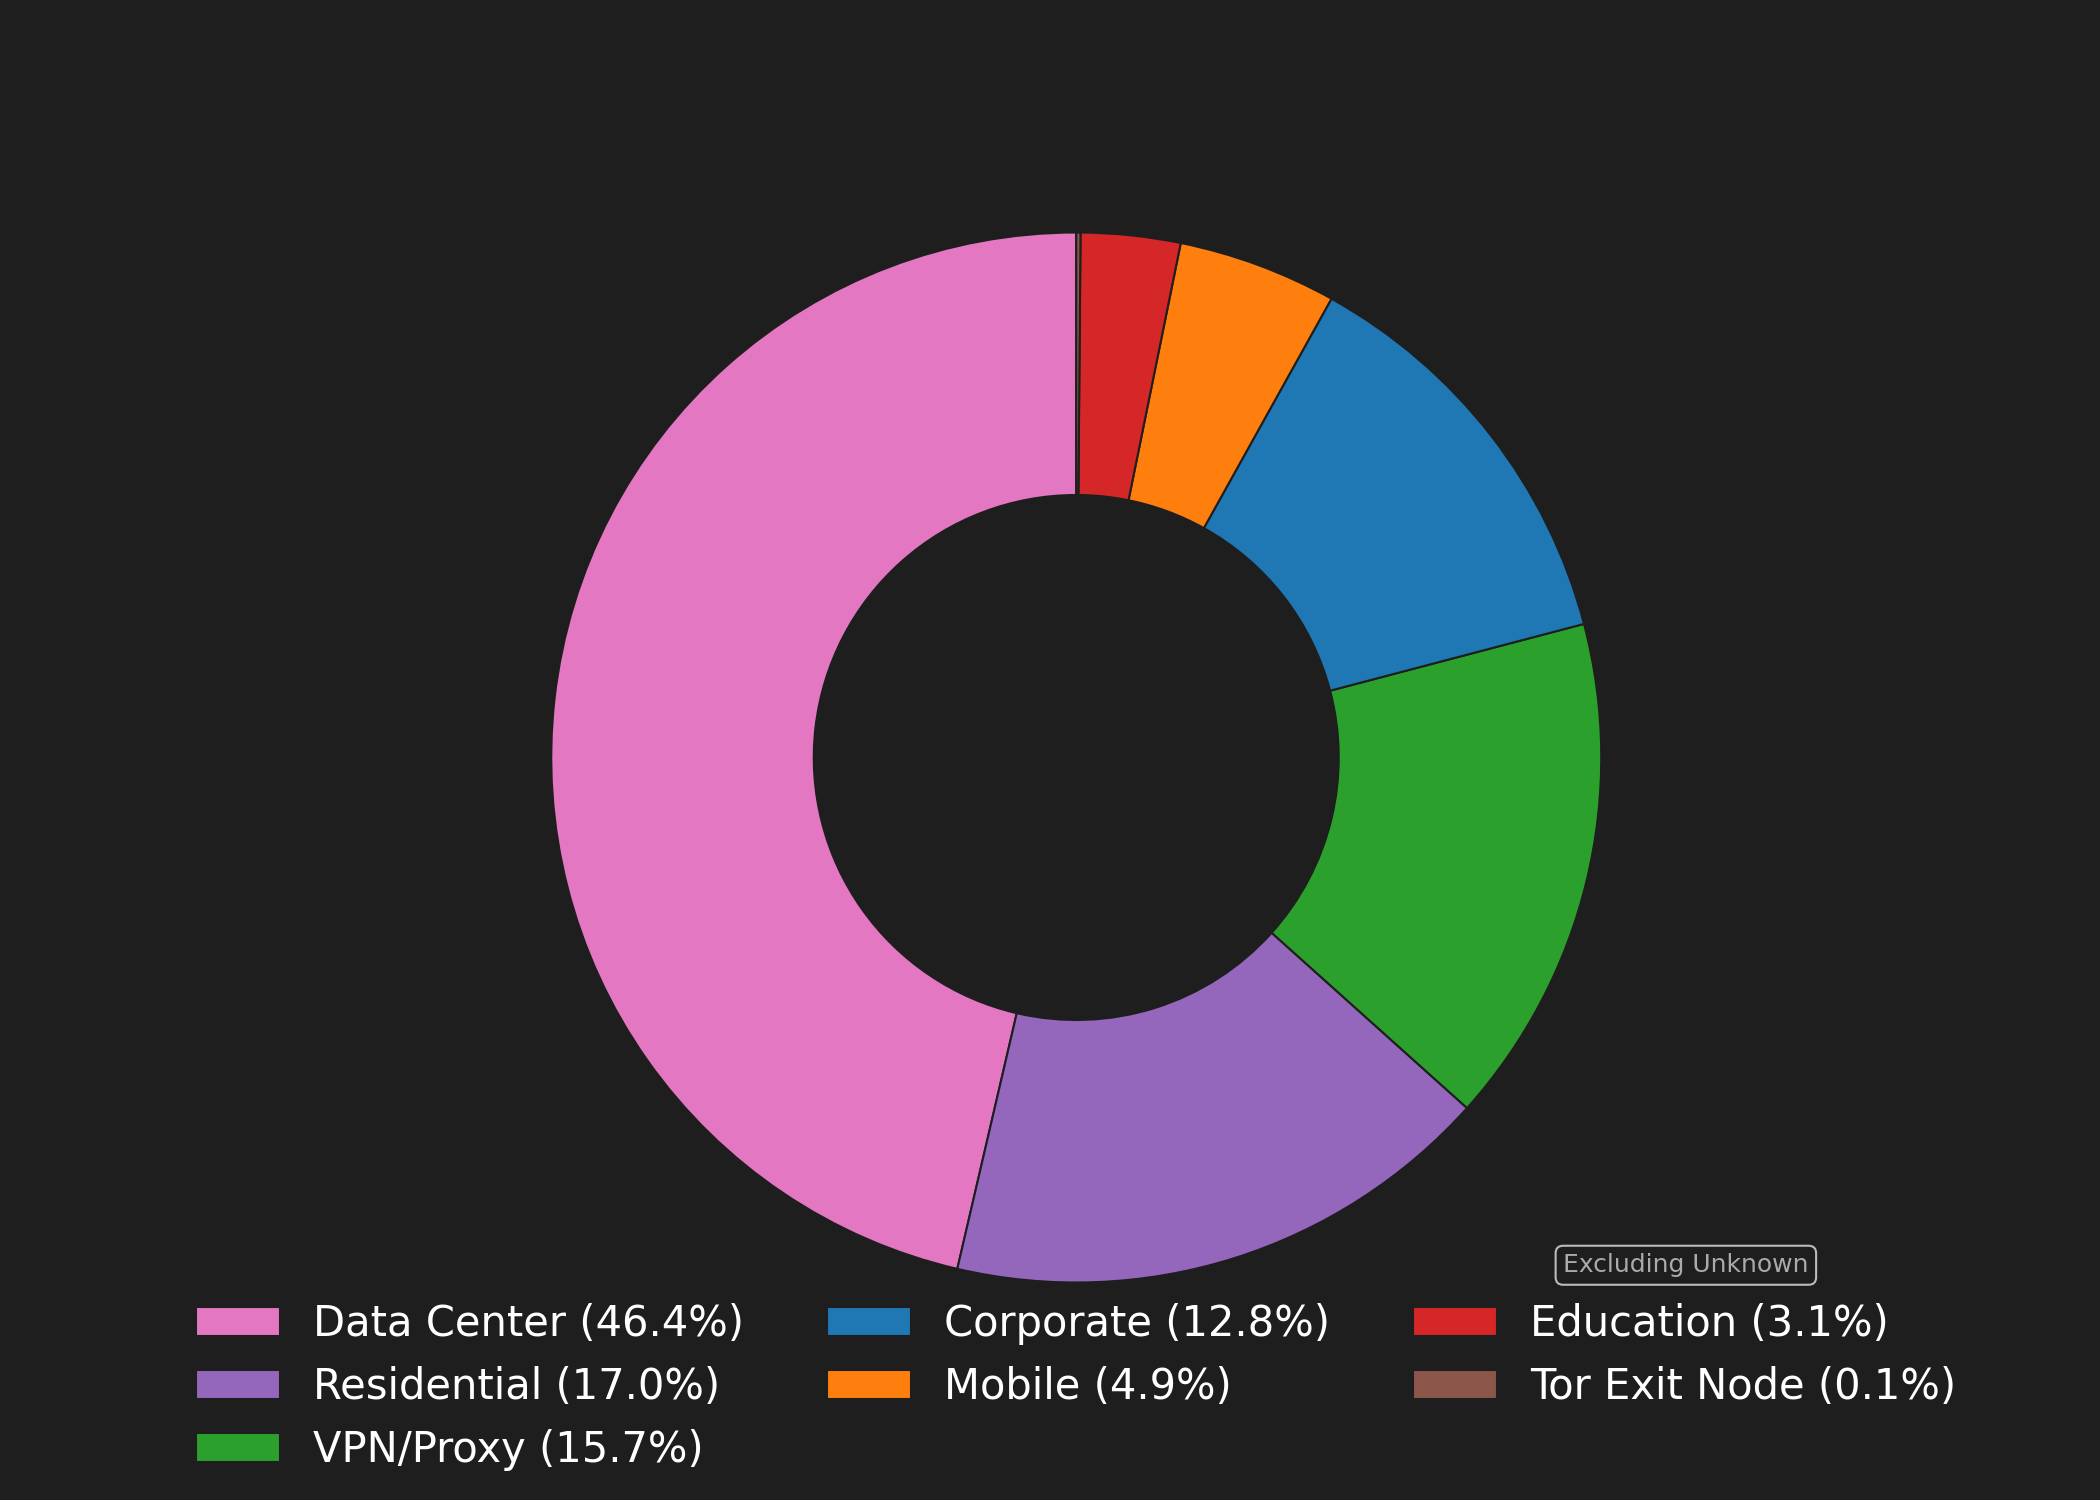 Excluding Unknown
Data Center (46.4%)
Residential (17.0%)
VPN/Proxy (15.7%)
Corporate (12.8%)
Mobile (4.9%)
Education (3.1%)
Tor Exit Node (0.1%)